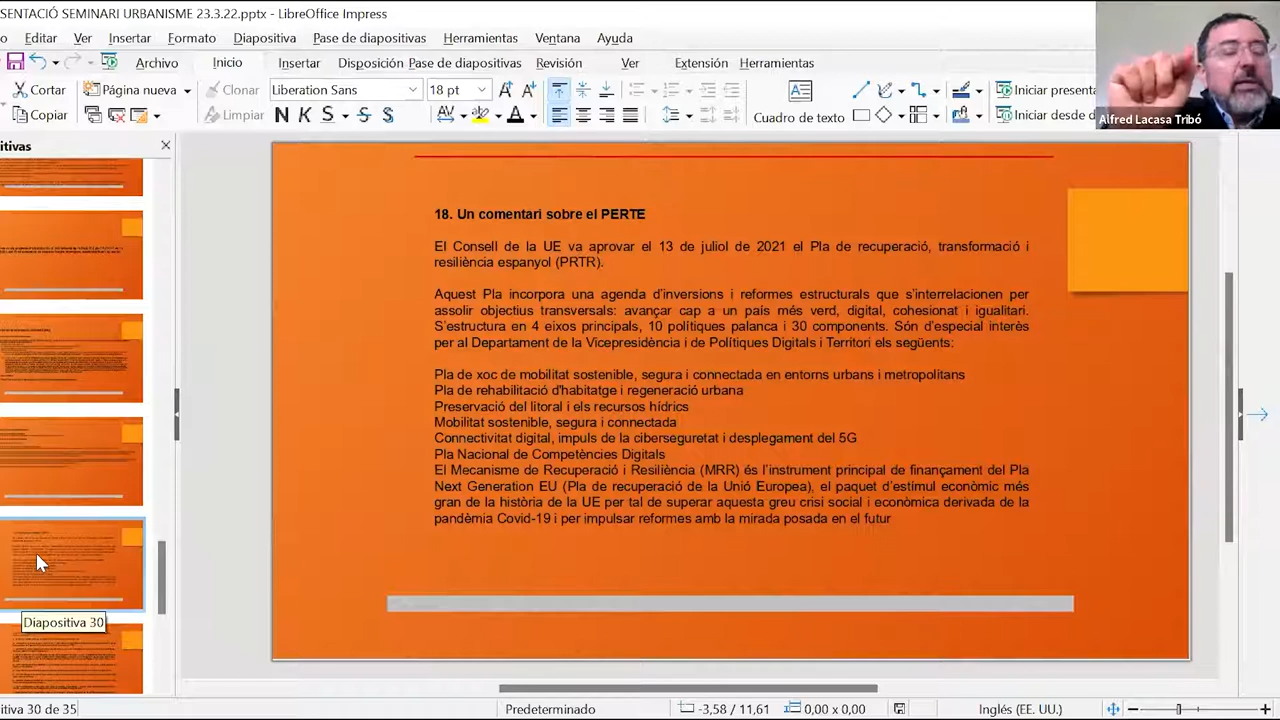 SENTACIÓ SEMINARI URBANISME 23.3.22.pptx - LibreOffice Impress
o Editar Ver Insertar Formato Diapositiva Pase de diapositivas Herramientas Ventana Ayuda
Archivo Inicio Insertar Disposición Pase de diapositivas Revisión Ver Extensión Herramientas
Cortar Página nueva Clonar Liberation Sans 18 pt Iniciar present
Copiar Limpiar Cuadro de texto Iniciar desde d
Alfred Lacasa Tribó
itivas
18. Un comentari sobre el PERTE
El Consell de la UE va aprovar el 13 de juliol de 2021 el Pla de recuperació, transformació i
resiliència espanyol (PRTR).
Aquest Pla incorpora una agenda d'inversions i reformes estructurals que s'interrelacionen per
assolir objectius transversals: avançar cap a un país més verd, digital, cohesionat i igualitari.
S'estructura en 4 eixos principals, 10 polítiques palanca i 30 components. Són d'especial interès
per al Departament de la Vicepresidència i de Polítiques Digitals i Territori els següents:
Pla de xoc de mobilitat sostenible, segura i connectada en entorns urbans i metropolitans
Pla de rehabilitació d'habitatge i regeneració urbana
Preservació del litoral i els recursos hídrics
Mobilitat sostenible, segura i connectada
Connectivitat digital, impuls de la ciberseguretat i desplegament del 5G
Pla Nacional de Competències Digitals
El Mecanisme de Recuperació i Resiliència (MRR) és l'instrument principal de finançament del Pla
Next Generation EU (Pla de recuperació de la Unió Europea), el paquet d'estímul econòmic més
gran de la història de la UE per tal de superar aquesta greu crisi social i econòmica derivada de la
pandèmia Covid-19 i per impulsar reformes amb la mirada posada en el futur
Diapositiva 30
itiva 30 de 35 Predeterminado -3,58 / 11,61 0,00 x 0,00 Inglés (EE. UU.)